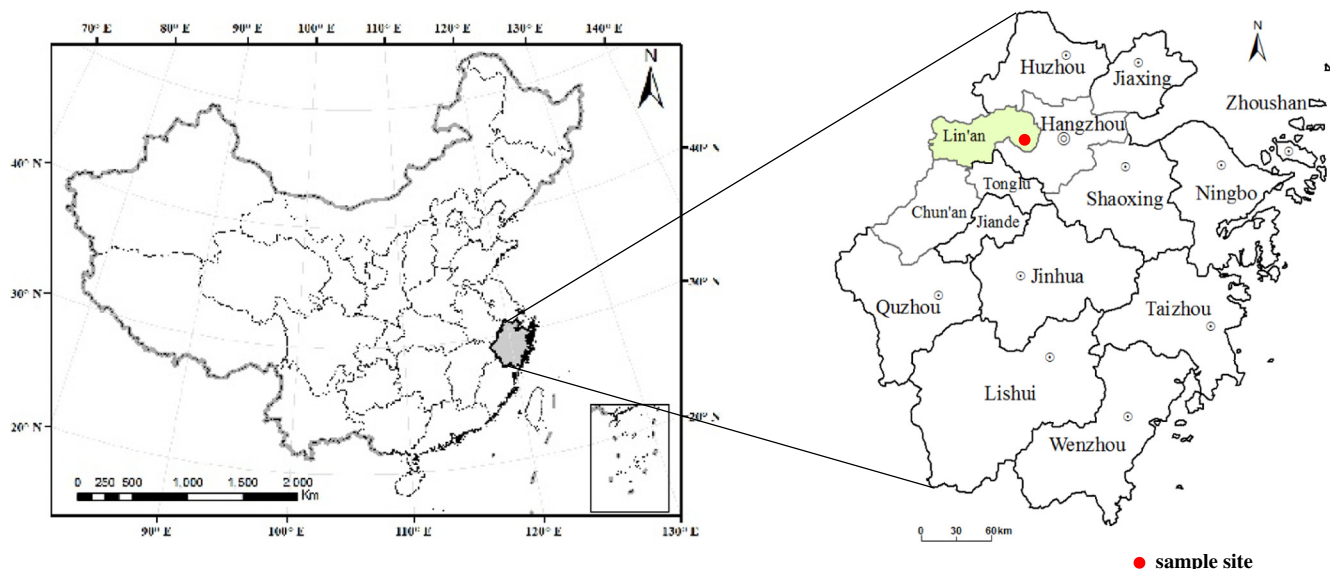 70° E 80° E 90° E 100° E 110° E 120° E 130° E 140° E
N
40° N
30° N
20° N
40° N
30° N
20° N
0 250 500 1,000 1,500 2 000
Km
90° E 100° E 110° E 120° E 130° E
N
Huzhou
Jiaxing
Zhoushan
Lin'an
Hangzhou
Tonglu
Shaoxing
Ningbo
Chun'an
Jiande
Jinhua
Quzhou
Taizhou
Lishui
Wenzhou
0 30 60km
sample site